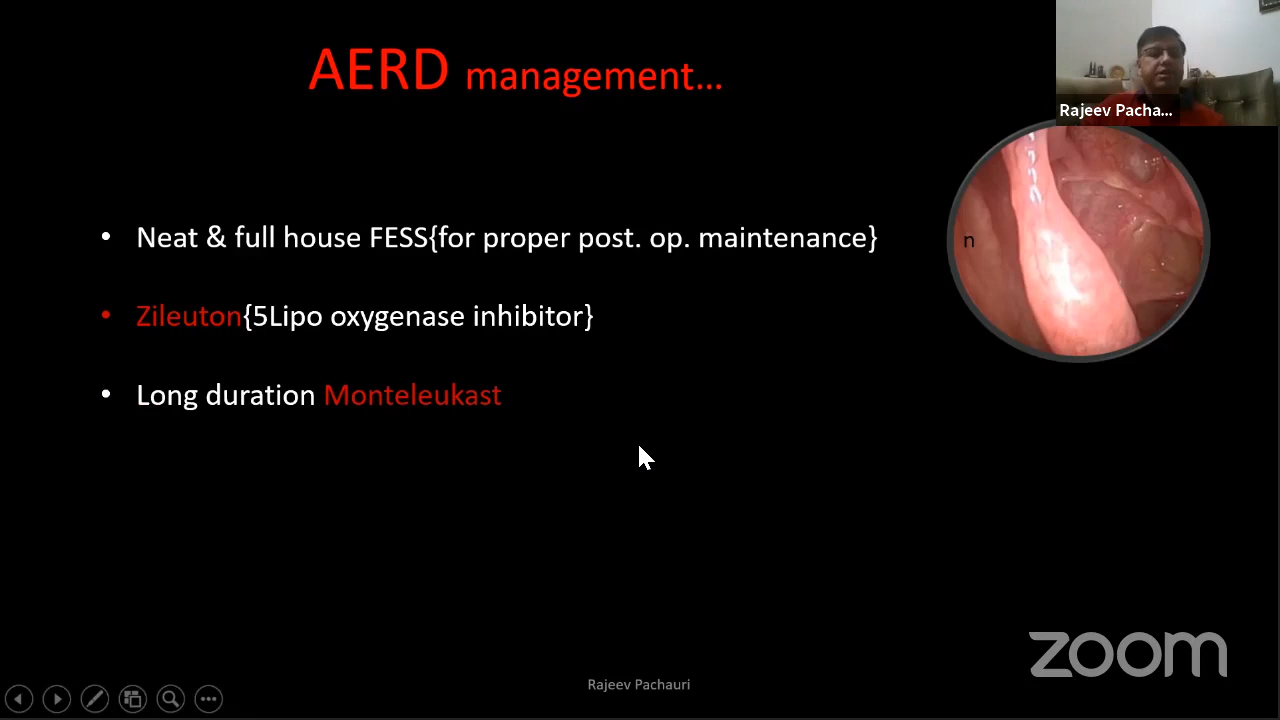 AERD management...
Rajeev Pacha...
n
• Neat & full house FESS{for proper post. op. maintenance}
• Zileuton{5Lipo oxygenase inhibitor}
• Long duration Monteleukast
zoom
Rajeev Pachauri